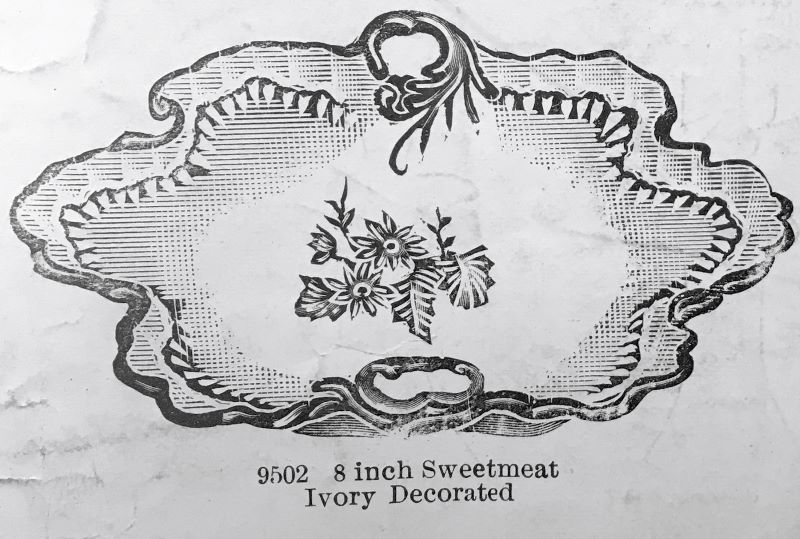 9502 8 inch Sweetmeat
Ivory Decorated